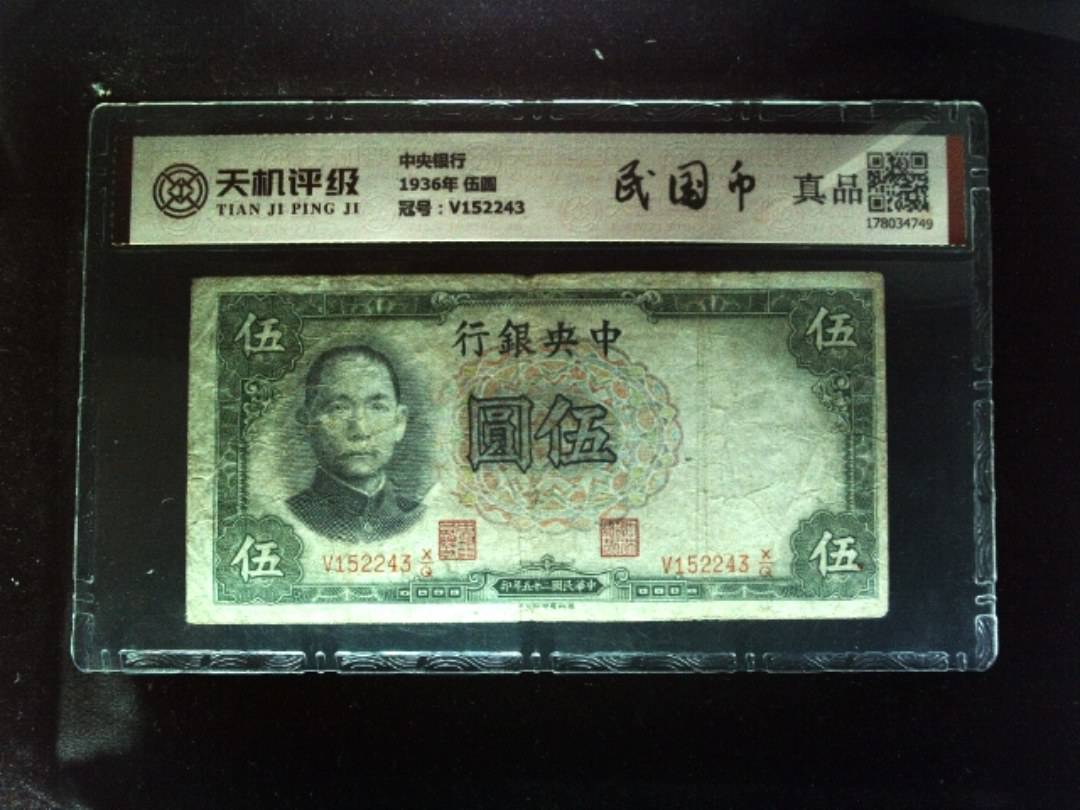 天机评级
TIAN JI PING JI
中央银行
1936年 伍圆
冠号：V152243
民国币
真品
178034749
伍
伍
行銀央中
圓伍
V152243 X/Q
V152243 X/Q
伍
伍
印年五廿國民華中